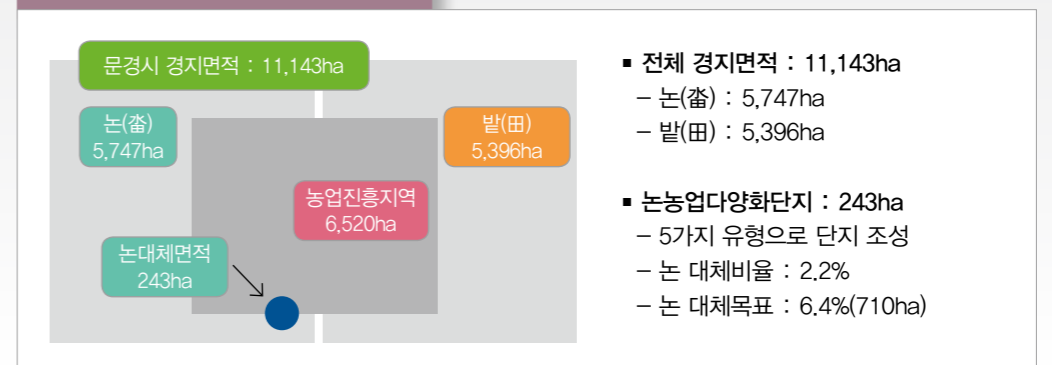 문경시 경지면적 : 11,143ha
논(畓)
5,747ha
밭(田)
5,396ha
농업진흥지역
6,520ha
논대체면적
243ha
▪ 전체 경지면적 : 11,143ha
– 논(畓) : 5,747ha
– 밭(田) : 5,396ha
▪ 논농업다양화단지 : 243ha
– 5가지 유형으로 단지 조성
– 논 대체비율 : 2.2%
– 논 대체목표 : 6.4%(710ha)